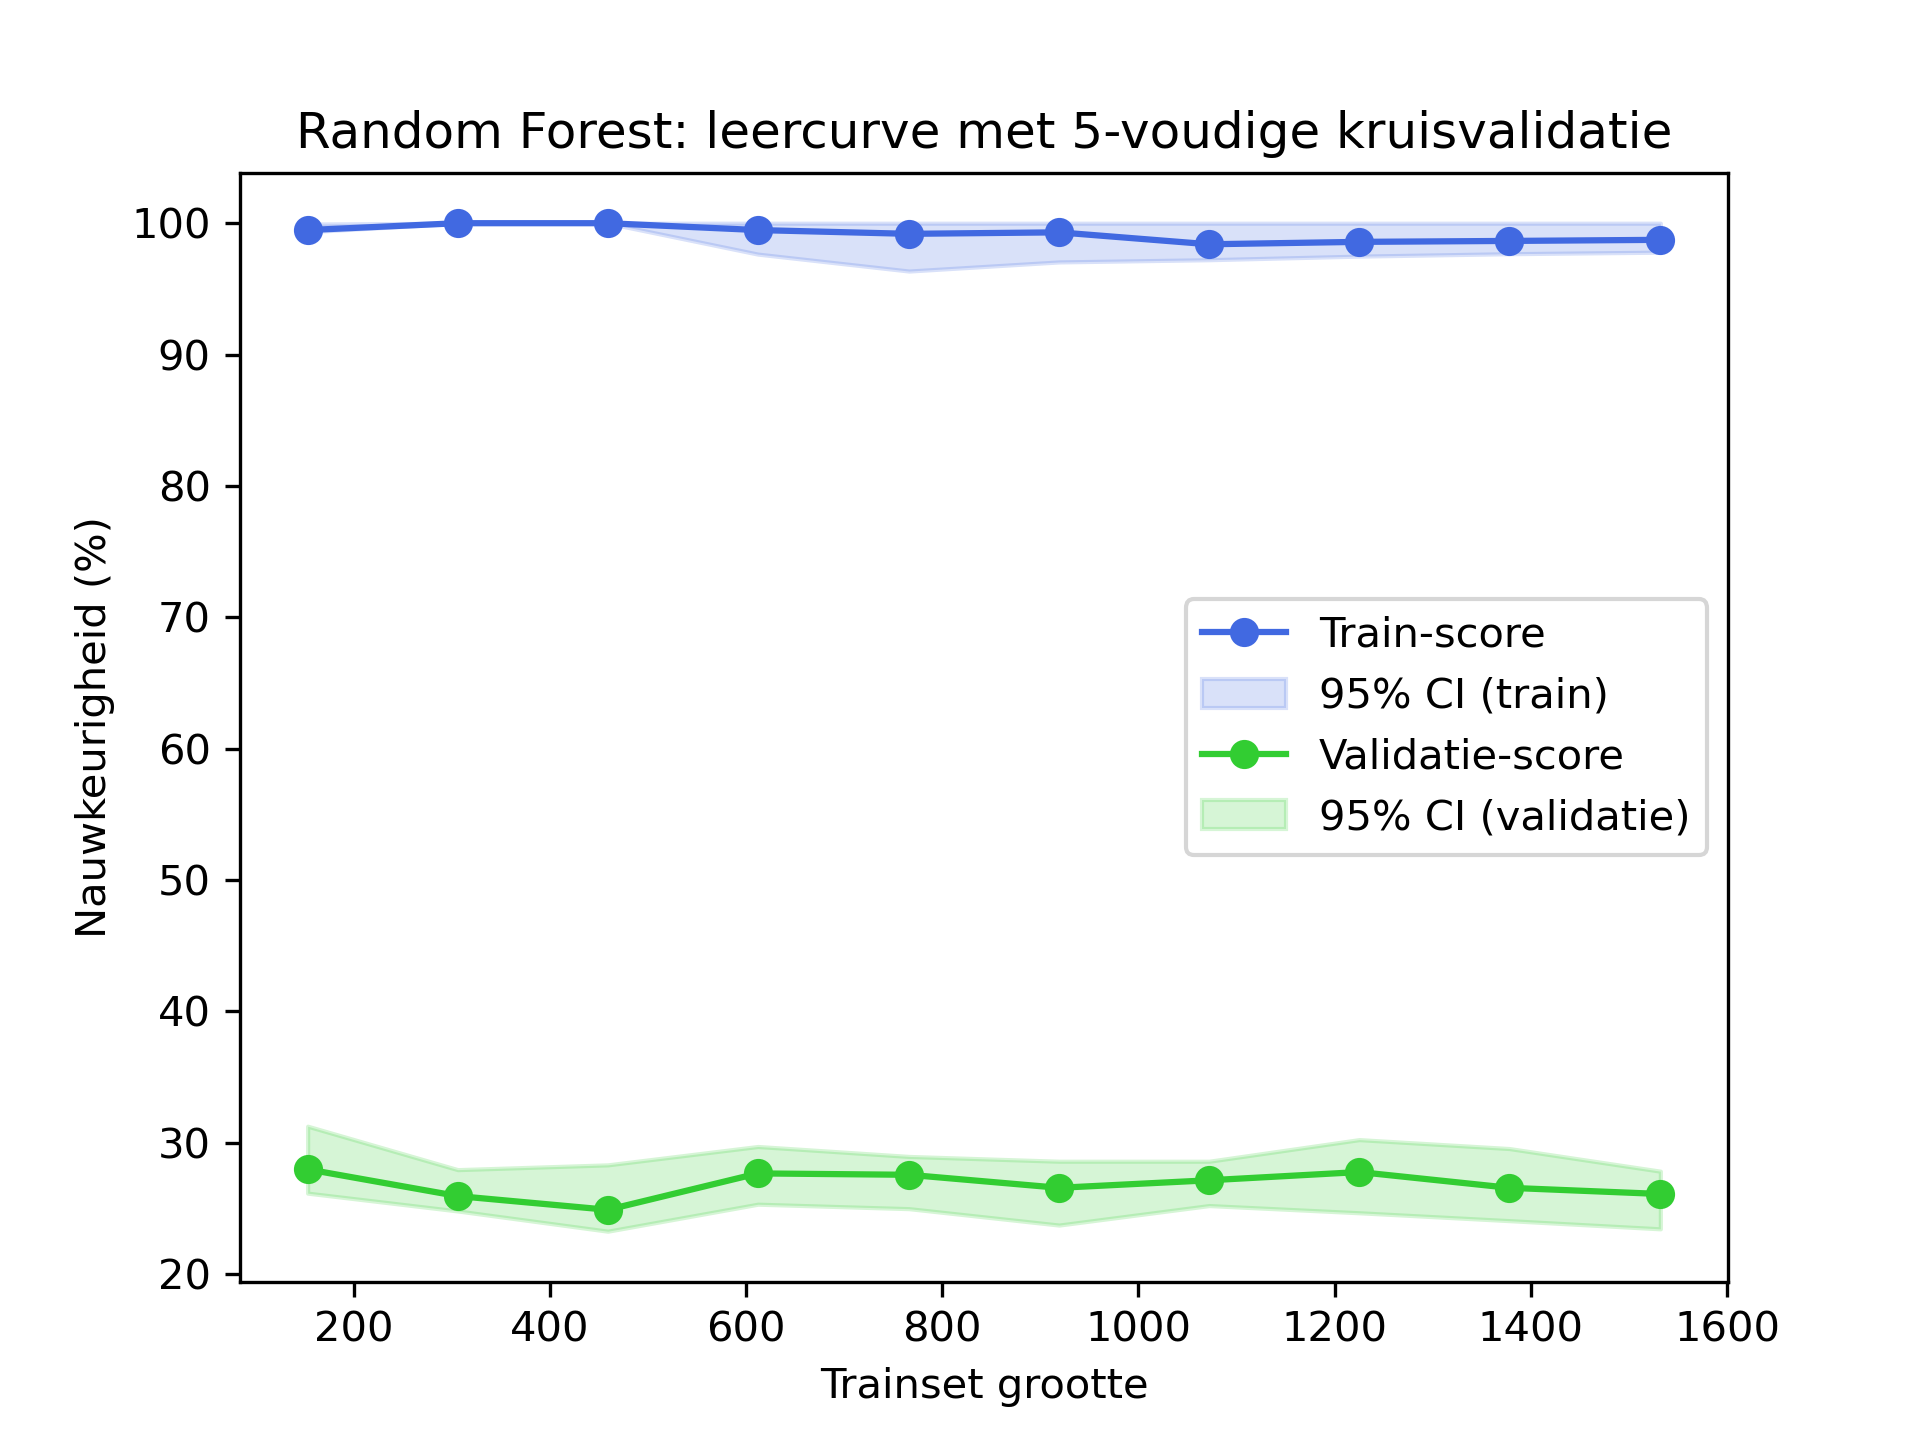 Random Forest: leercurve met 5-voudige kruisvalidatie
Nauwkeurigheid (%)
100
90
80
70
60
50
40
30
20
Train-score
95% CI (train)
Validatie-score
95% CI (validatie)
200 400 600 800 1000 1200 1400 1600
Trainset grootte